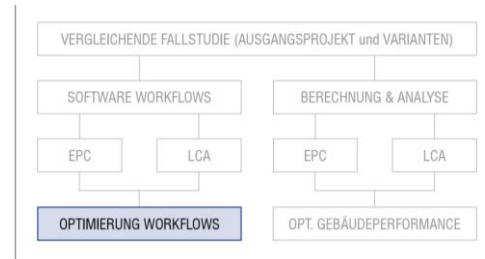 VERGLEICHENDE FALLSTUDIE (AUSGANGSPROJEKT und VARIANTEN)
SOFTWARE WORKFLOWS
BERECHNUNG & ANALYSE
EPC
LCA
EPC
LCA
OPTIMIERUNG WORKFLOWS
OPT. GEBÄUDEPERFORMANCE